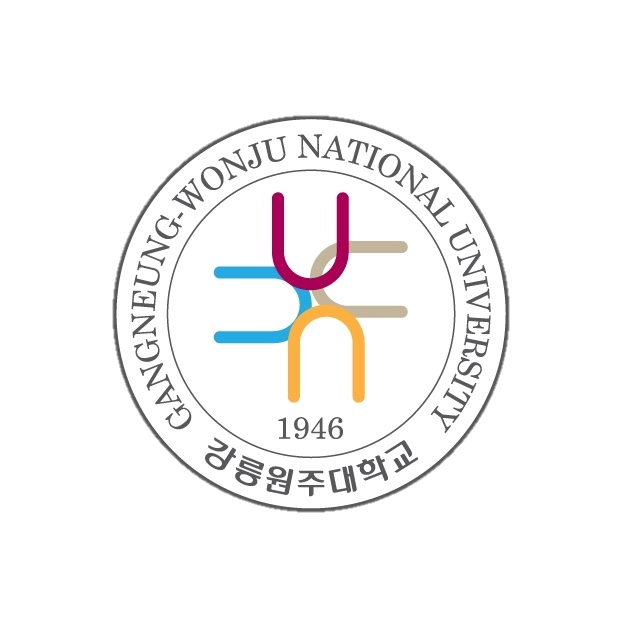 GANGNEUNG-WONJU NATIONAL UNIVERSITY
1946
강릉원주대학교